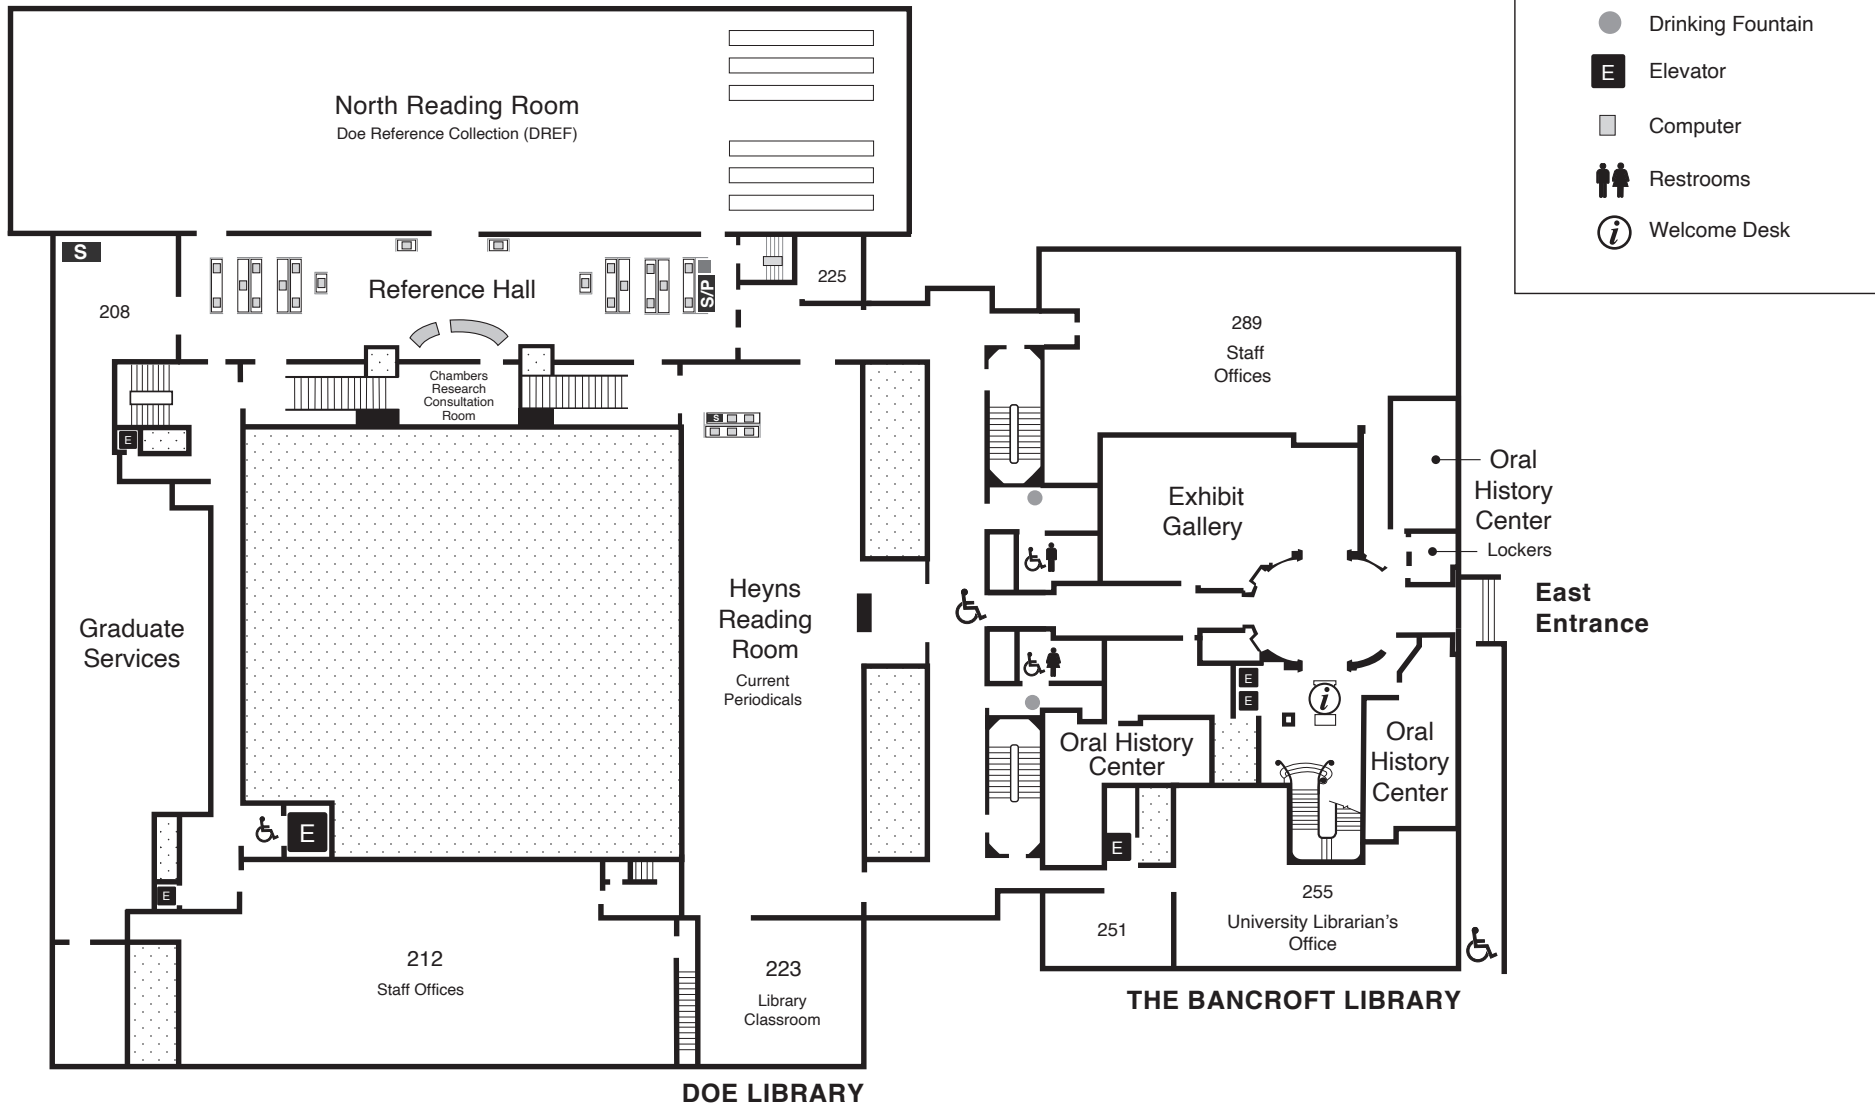 Drinking Fountain
E
Elevator
Computer
Restrooms
i
Welcome Desk
North Reading Room
Doe Reference Collection (DREF)
S
208
Reference Hall
S/P
225
Chambers
Research
Consultation
Room
S
E
289
Staff
Offices
Exhibit
Gallery
Oral
History
Center
Lockers
East
Entrance
Graduate
Services
Heyns
Reading
Room
Current
Periodicals
E
E
i
Oral History
Center
Oral
History
Center
E
E
E
212
Staff Offices
223
Library
Classroom
251
255
University Librarian's
Office
THE BANCROFT LIBRARY
DOE LIBRARY